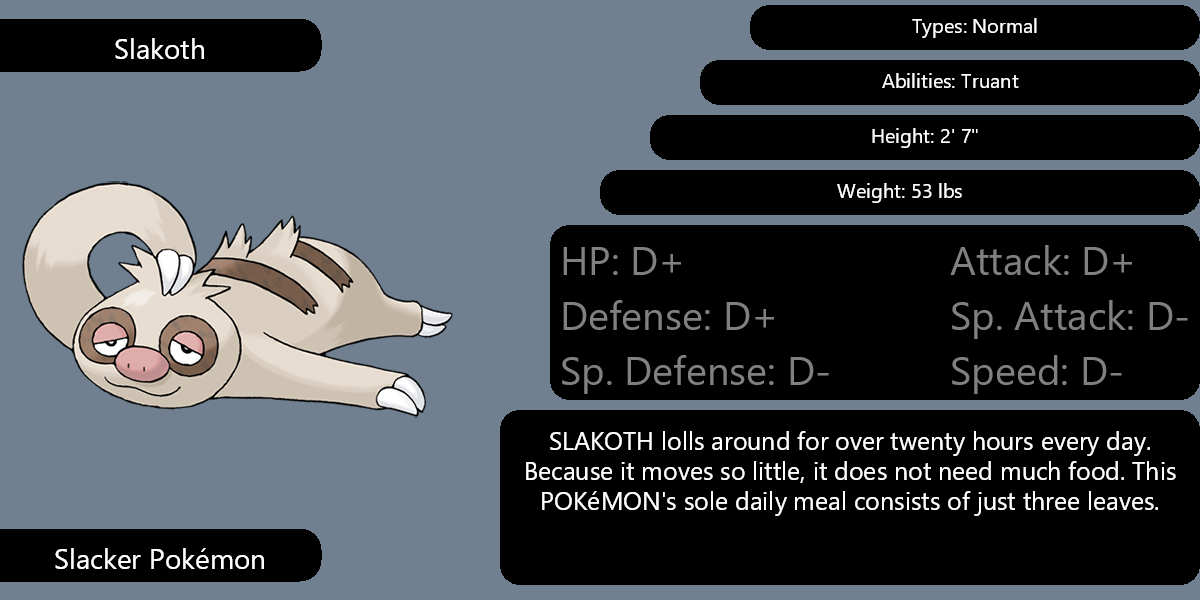 Slakoth
Types: Normal
Abilities: Truant
Height: 2' 7"
Weight: 53 lbs
HP: D+
Attack: D+
Defense: D+
Sp. Attack: D-
Sp. Defense: D-
Speed: D-
SLAKOTH lolls around for over twenty hours every day.
Because it moves so little, it does not need much food. This
POKéMON's sole daily meal consists of just three leaves.
Slacker Pokémon